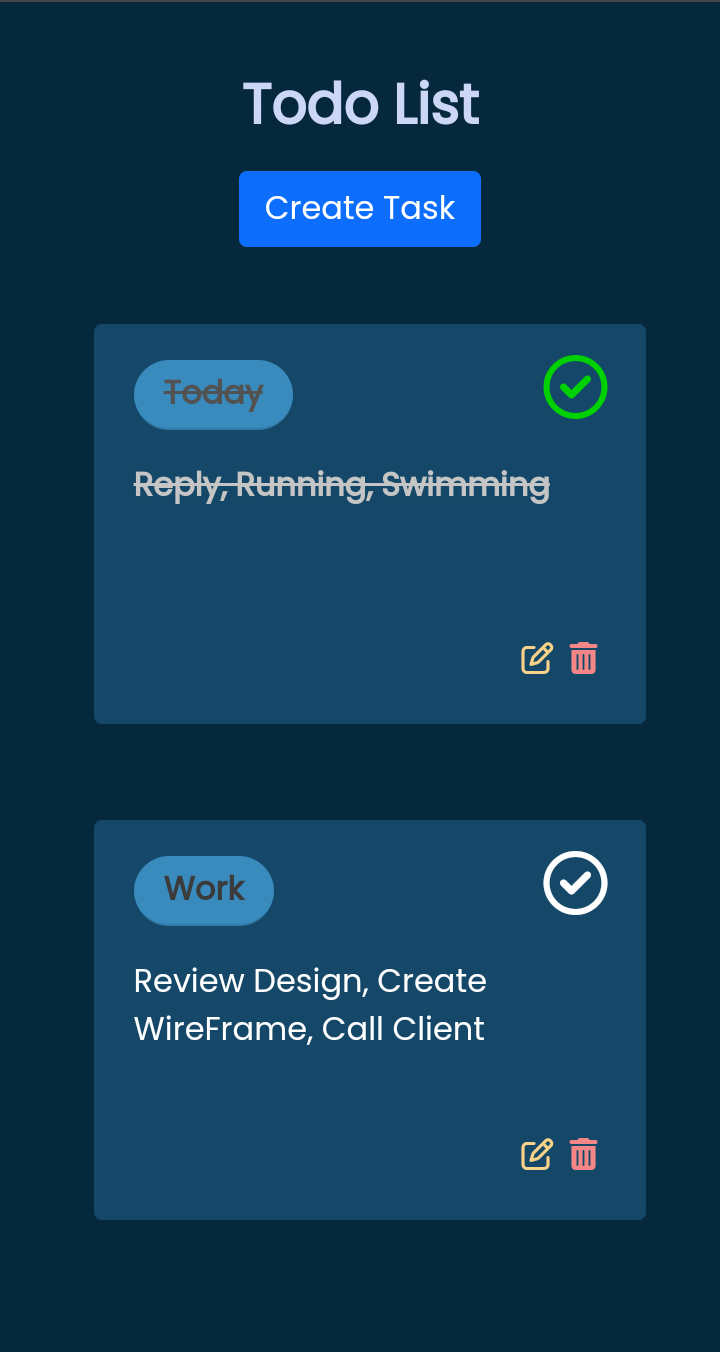 Todo List
Create Task
Today
Reply, Running, Swimming
Work
Review Design, Create
WireFrame, Call Client